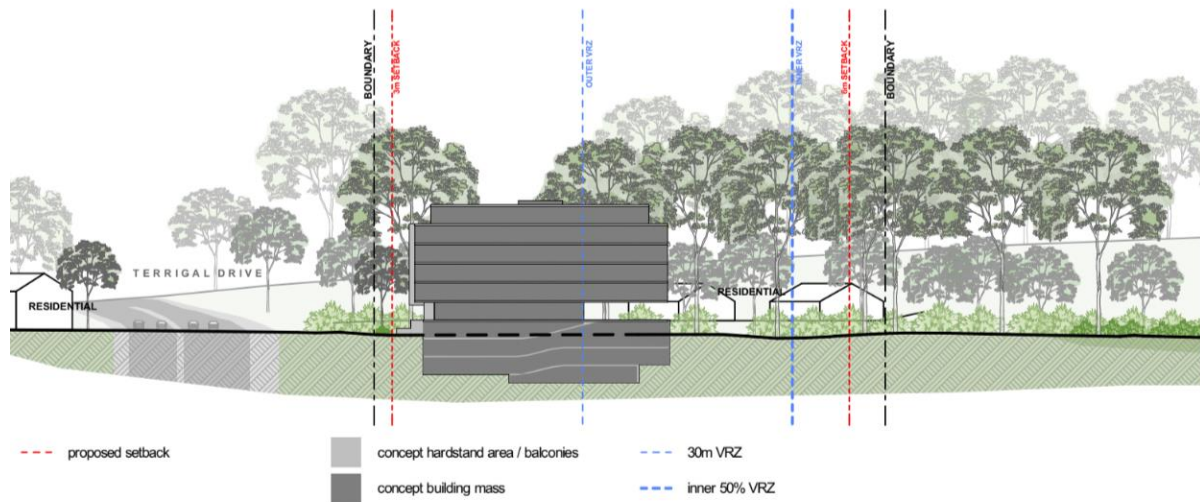 BOUNDARY
3m SETBACK
OUTER VRZ
INNER VRZ
6m SETBACK
BOUNDARY
TERRIGAL DRIVE
RESIDENTIAL
RESIDENTIAL
proposed setback
concept hardstand area / balconies
30m VRZ
concept building mass
inner 50% VRZ